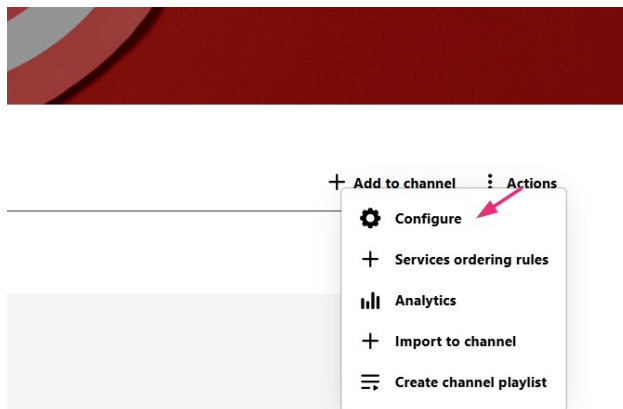 Add to channel Actions
Configure
Services ordering rules
Analytics
Import to channel
Create channel playlist